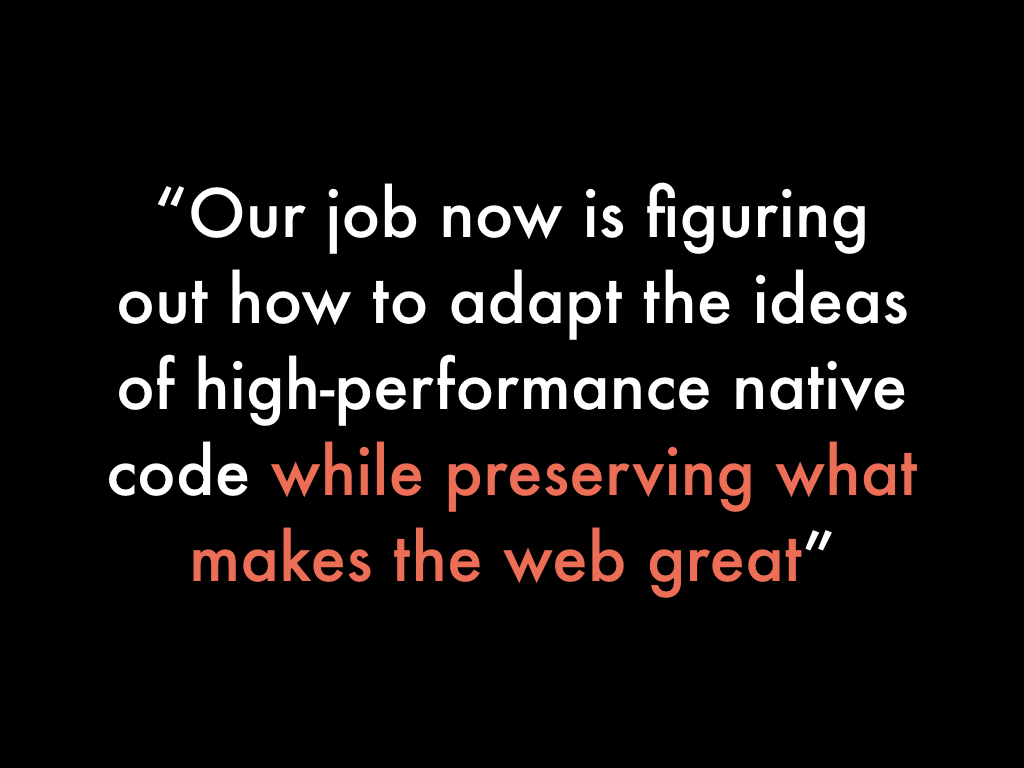 “Our job now is figuring
out how to adapt the ideas
of high-performance native
code while preserving what
makes the web great”